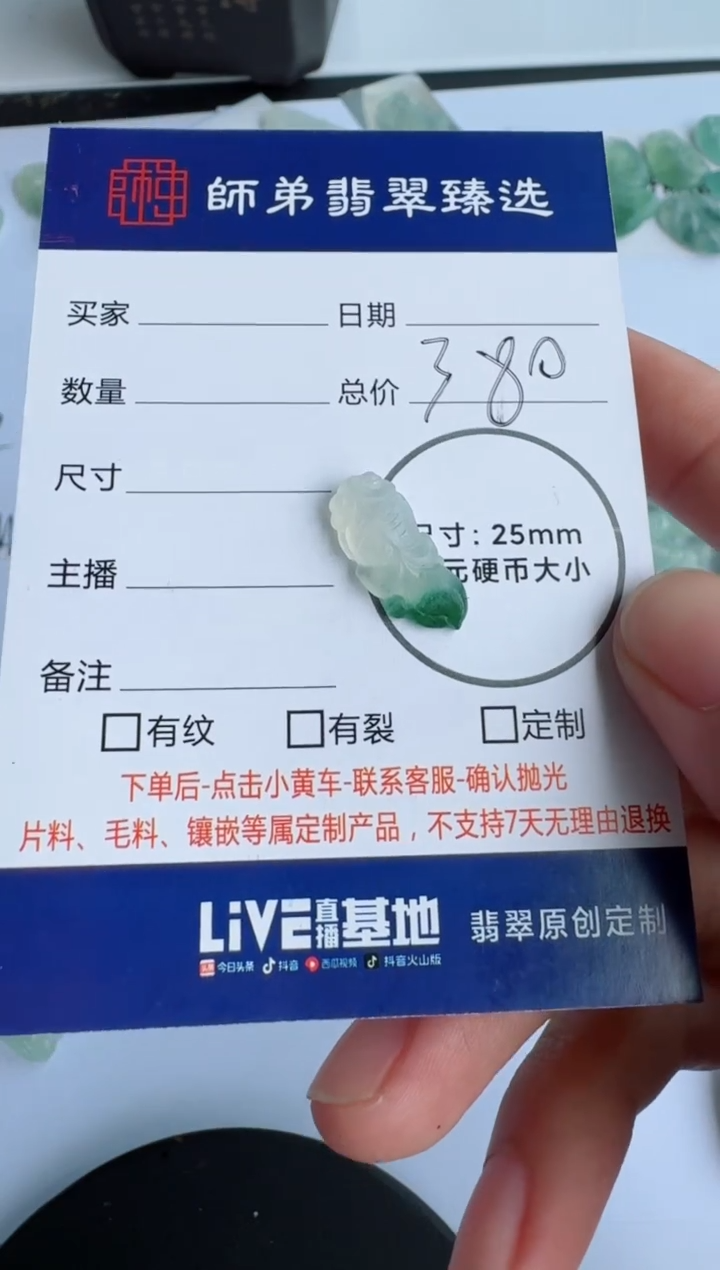 師弟翡翠臻选
买家 日期
数量 总价 380
尺寸
寸: 25mm
主播 元硬币大小
备注
有纹 有裂 定制
下单后-点击小黄车-联系客服-确认抛光
片料、毛料、镶嵌等属定制产品，不支持7天无理由退换
LiVE直播基地 翡翠原创定制
今日头条 抖音 西瓜视频 抖音火山版